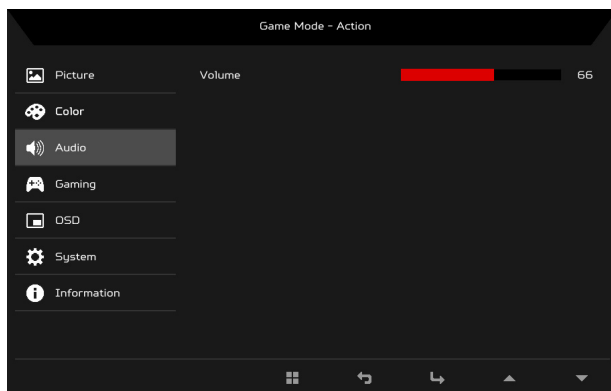 Game Mode - Action
Picture
Volume 66
Color
Audio
Gaming
OSD
System
Information